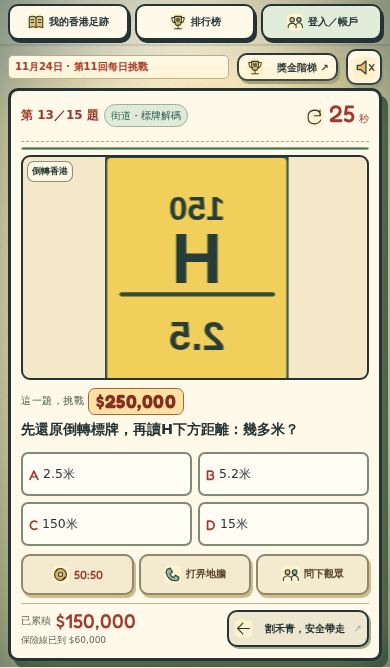 我的香港足跡
排行榜
登入／帳戶
11月24日 · 第11回每日挑戰
獎金階梯 ↗
第 13／15 題
街道・標牌解碼
25 秒
倒轉香港
150
H
2.5
這一題，挑戰 $250,000
先還原倒轉標牌，再讀H下方距離：幾多米？
A 2.5米
B 5.2米
C 150米
D 15米
50:50
打畀地膽
問下觀眾
已累積 $150,000
保險線已到 $60,000
割禾青，安全帶走 ↗